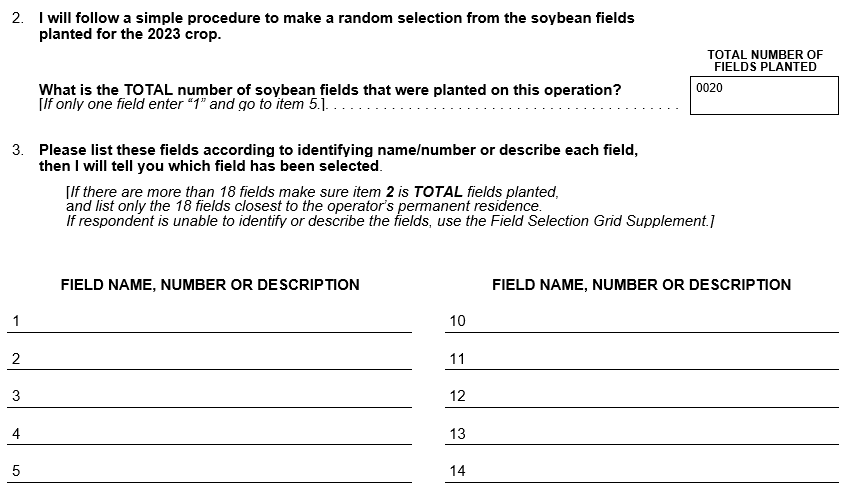 2. I will follow a simple procedure to make a random selection from the soybean fields
planted for the 2023 crop.
TOTAL NUMBER OF
FIELDS PLANTED
What is the TOTAL number of soybean fields that were planted on this operation?
0020
[If only one field enter “1” and go to item 5.]. . . . . . . . . . . . . . . . . . . . . . . . . . . . . . . . . . . . . . . . . . .
3. Please list these fields according to identifying name/number or describe each field,
then I will tell you which field has been selected.
[If there are more than 18 fields make sure item 2 is TOTAL fields planted,
and list only the 18 fields closest to the operator’s permanent residence.
If respondent is unable to identify or describe the fields, use the Field Selection Grid Supplement.]
FIELD NAME, NUMBER OR DESCRIPTION
FIELD NAME, NUMBER OR DESCRIPTION
1
10
2
11
3
12
4
13
5
14